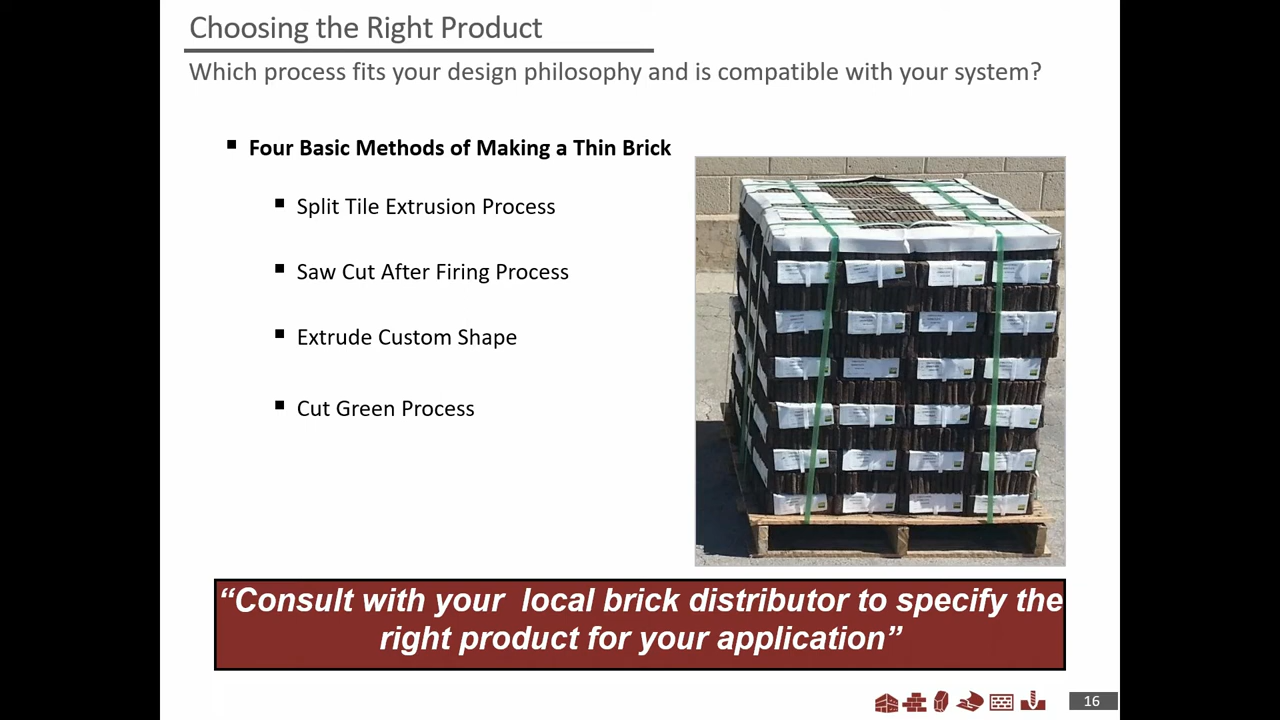 Choosing the Right Product
Which process fits your design philosophy and is compatible with your system?
Four Basic Methods of Making a Thin Brick
Split Tile Extrusion Process
Saw Cut After Firing Process
Extrude Custom Shape
Cut Green Process
“Consult with your  local brick distributor to specify the
right product for your application”
16